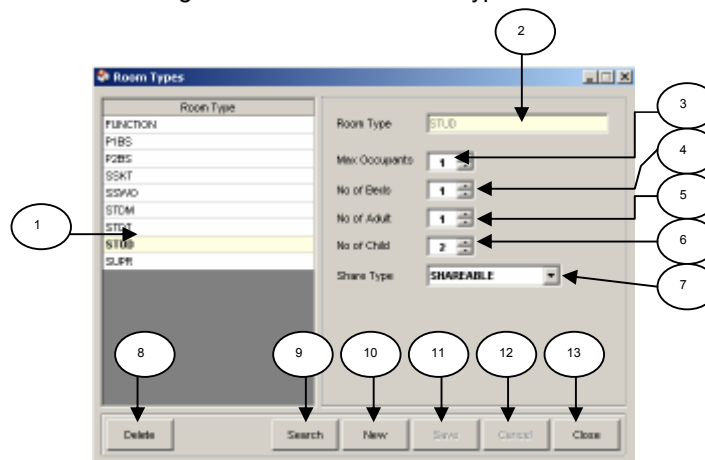 2
Room Types
Room Type
FUNCTION
P1BS
P2BS
SSKT
SSWO
STDM
STDT
STUD
SUPR
Room Type STUD
Max Occupants 1
No of Beds 1
No of Adult 1
No of Child 2
Share Type SHAREABLE
3
4
5
6
7
1
8 9 10 11 12 13
Delete Search New Save Cancel Close